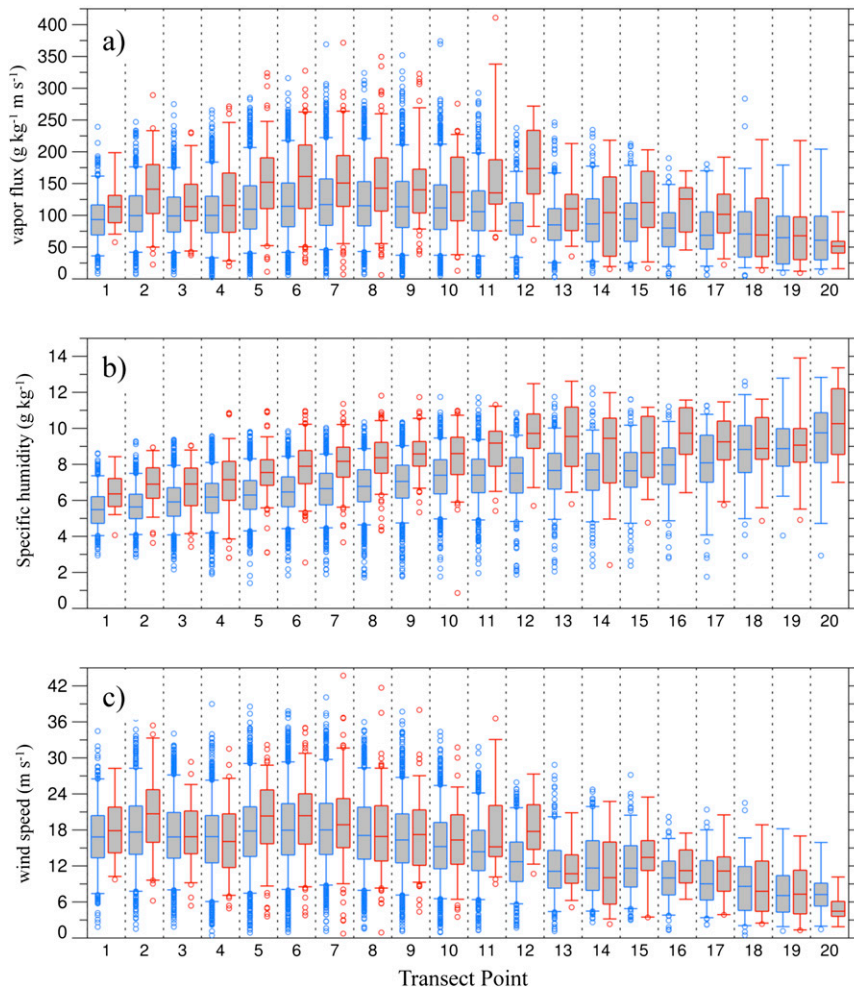 a)
vapor flux (g kg⁻¹ m s⁻¹)
400
350
300
250
200
150
100
50
0
1 2 3 4 5 6 7 8 9 10 11 12 13 14 15 16 17 18 19 20
b)
Specific humidity (g kg⁻¹)
14
12
10
8
6
4
2
0
1 2 3 4 5 6 7 8 9 10 11 12 13 14 15 16 17 18 19 20
c)
wind speed (m s⁻¹)
42
36
30
24
18
12
6
0
1 2 3 4 5 6 7 8 9 10 11 12 13 14 15 16 17 18 19 20
Transect Point